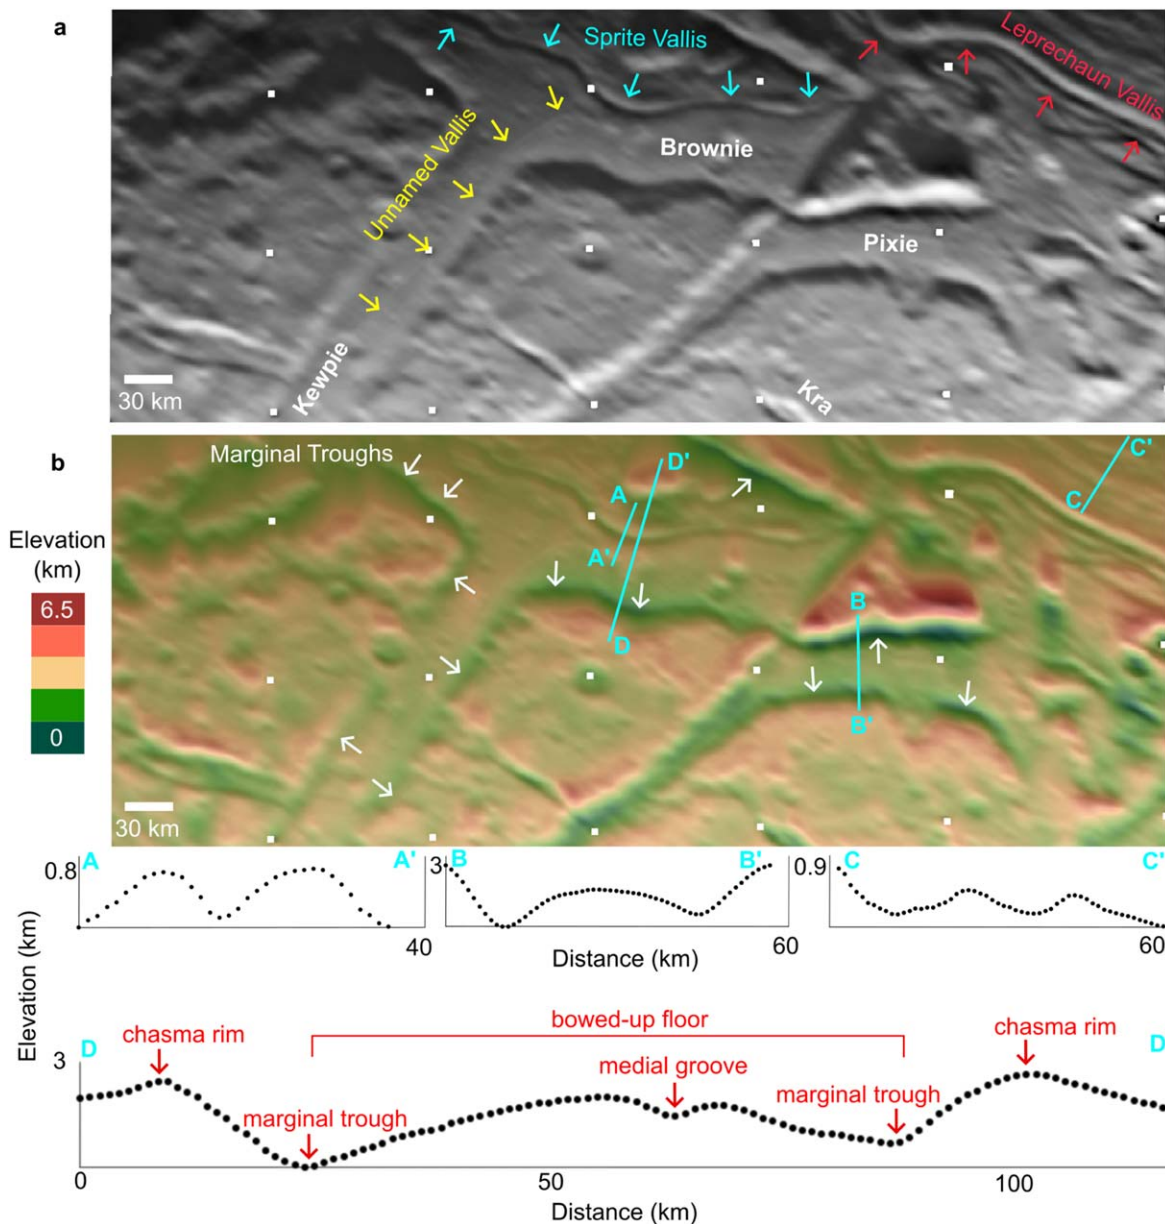 a
Sprite Vallis
Leprechaun Vallis
Unnamed Vallis
Brownie
Pixie
Kewpie
Kra
30 km
b
Marginal Troughs
D'
C'
A
C
Elevation
(km)
6.5
0
A'
B
D
B'
30 km
0.8
A
A'
3
B
B'
0.9
C
C'
40
60
60
Distance (km)
Elevation (km)
bowed-up floor
chasma rim
chasma rim
D
D
3
medial groove
marginal trough
marginal trough
0
50
100
Distance (km)